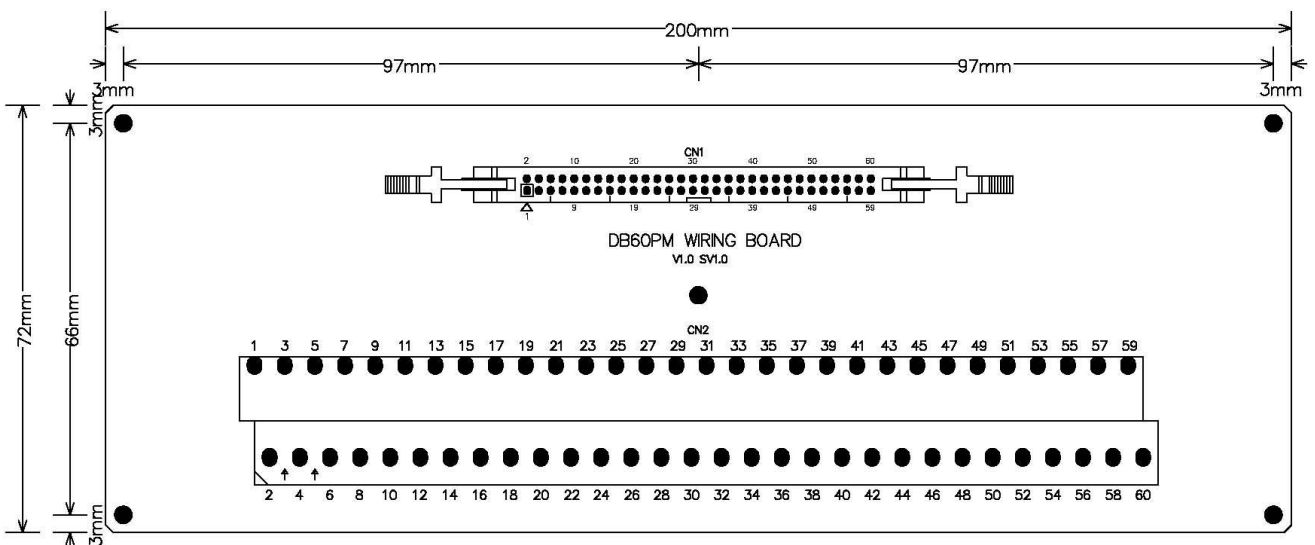 200mm
97mm 97mm
3mm 3mm
3mm
CN1
2 10 20 30 40 50 60
1 9 19 29 39 49 59
DB60PM WIRING BOARD
V1.0 SV1.0
72mm
66mm
CN2
1 3 5 7 9 11 13 15 17 19 21 23 25 27 29 31 33 35 37 39 41 43 45 47 49 51 53 55 57 59
2 4 6 8 10 12 14 16 18 20 22 24 26 28 30 32 34 36 38 40 42 44 46 48 50 52 54 56 58 60
3mm